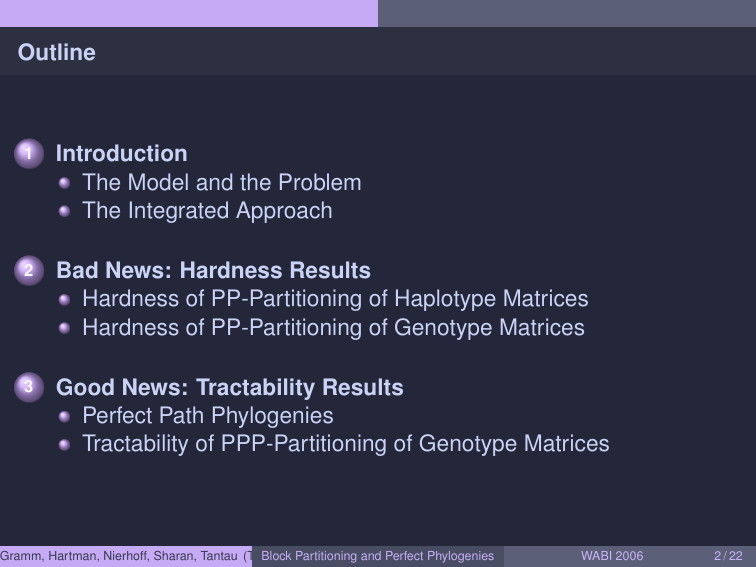 Outline
1 Introduction
The Model and the Problem
The Integrated Approach
2 Bad News: Hardness Results
Hardness of PP-Partitioning of Haplotype Matrices
Hardness of PP-Partitioning of Genotype Matrices
3 Good News: Tractability Results
Perfect Path Phylogenies
Tractability of PPP-Partitioning of Genotype Matrices
Gramm, Hartman, Nierhoff, Sharan, Tantau (T Block Partitioning and Perfect Phylogenies WABI 2006 2 / 22